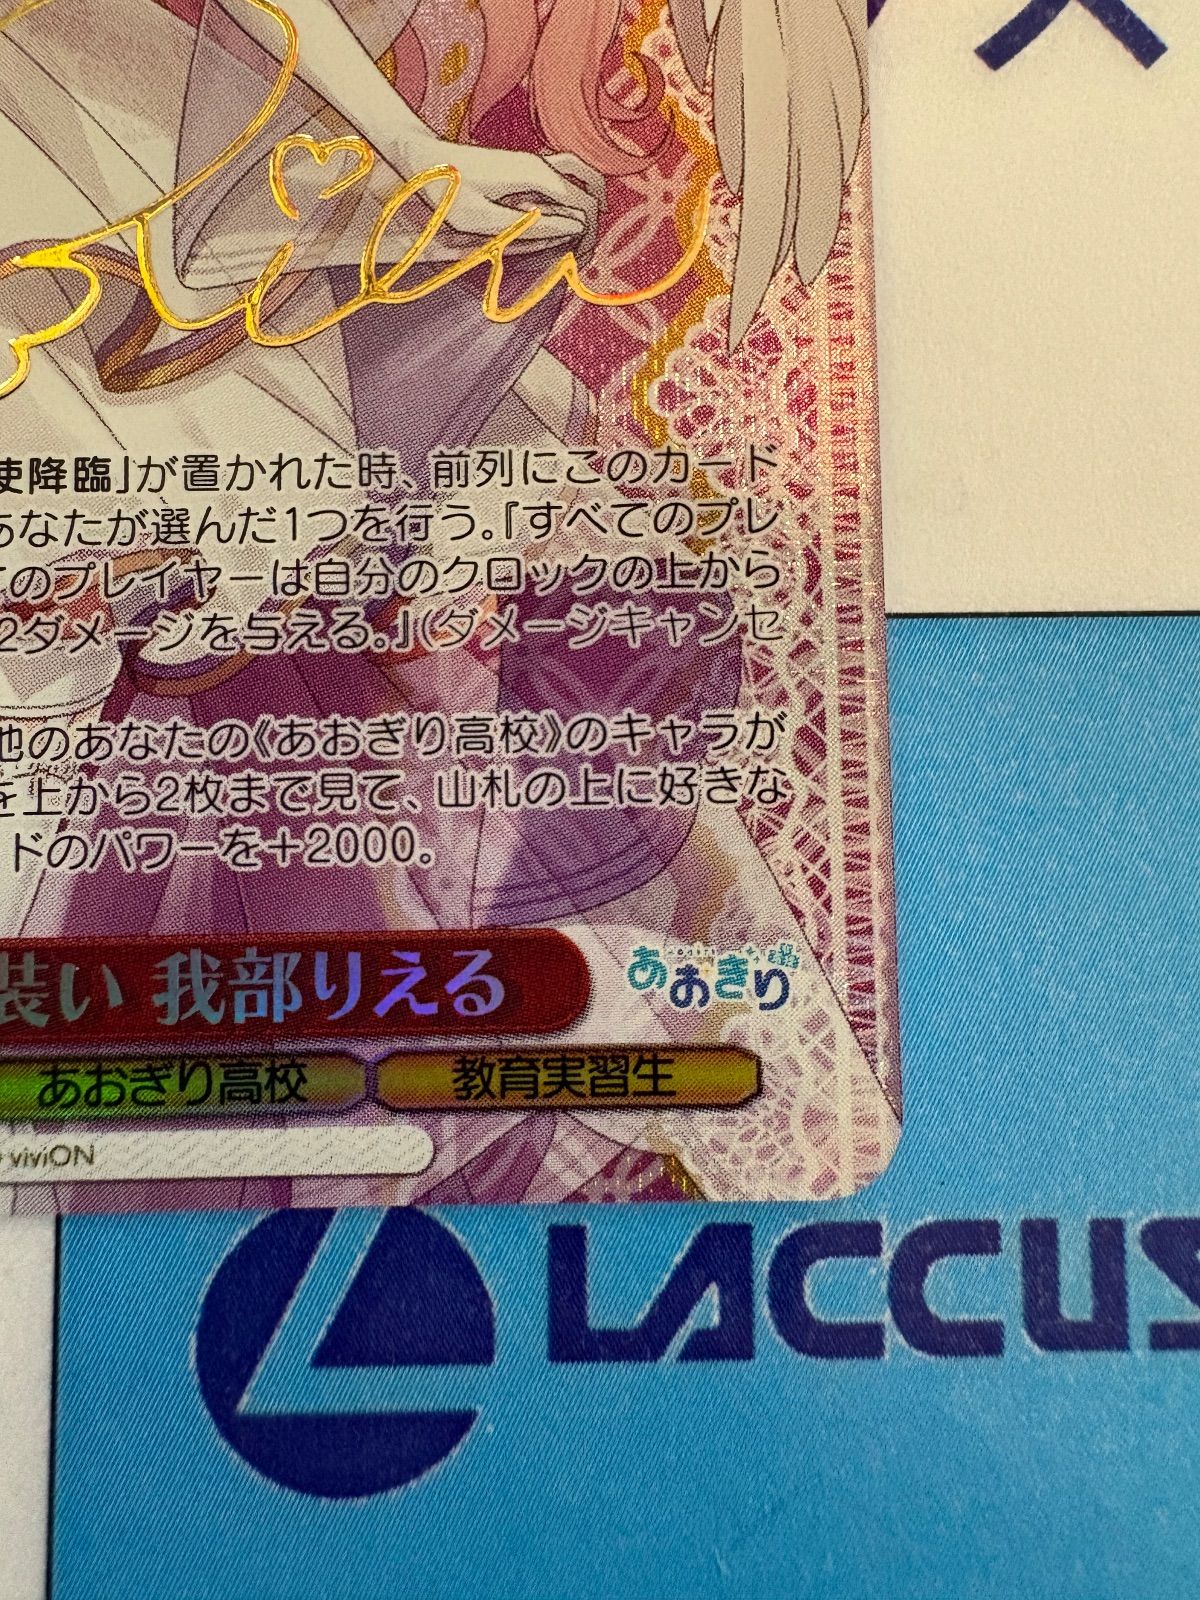 使降臨」が置かれた時、前列にこのカード
あなたが選んだ1つを行う。『すべてのプレ
てのプレイヤーは自分のクロックの上から
2ダメージを与える。』(ダメージキャンセ
他のあなたの《あおぎり高校》のキャラが
を上から2枚まで見て、山札の上に好きな
ドのパワーを+2000。
装い 我部りえる
あおぎり
あおぎり高校 教育実習生
viviON
LACCUS